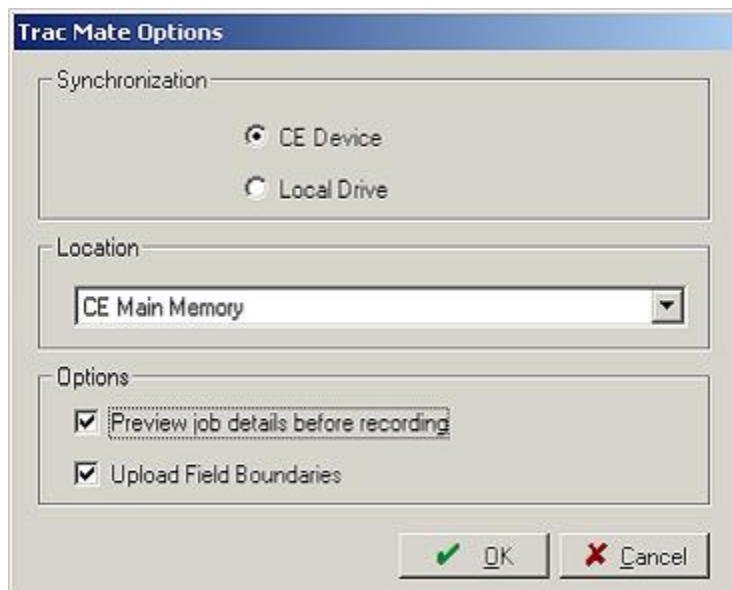 Trac Mate Options
Synchronization
CE Device
Local Drive
Location
CE Main Memory
Options
Preview job details before recording
Upload Field Boundaries
OK Cancel